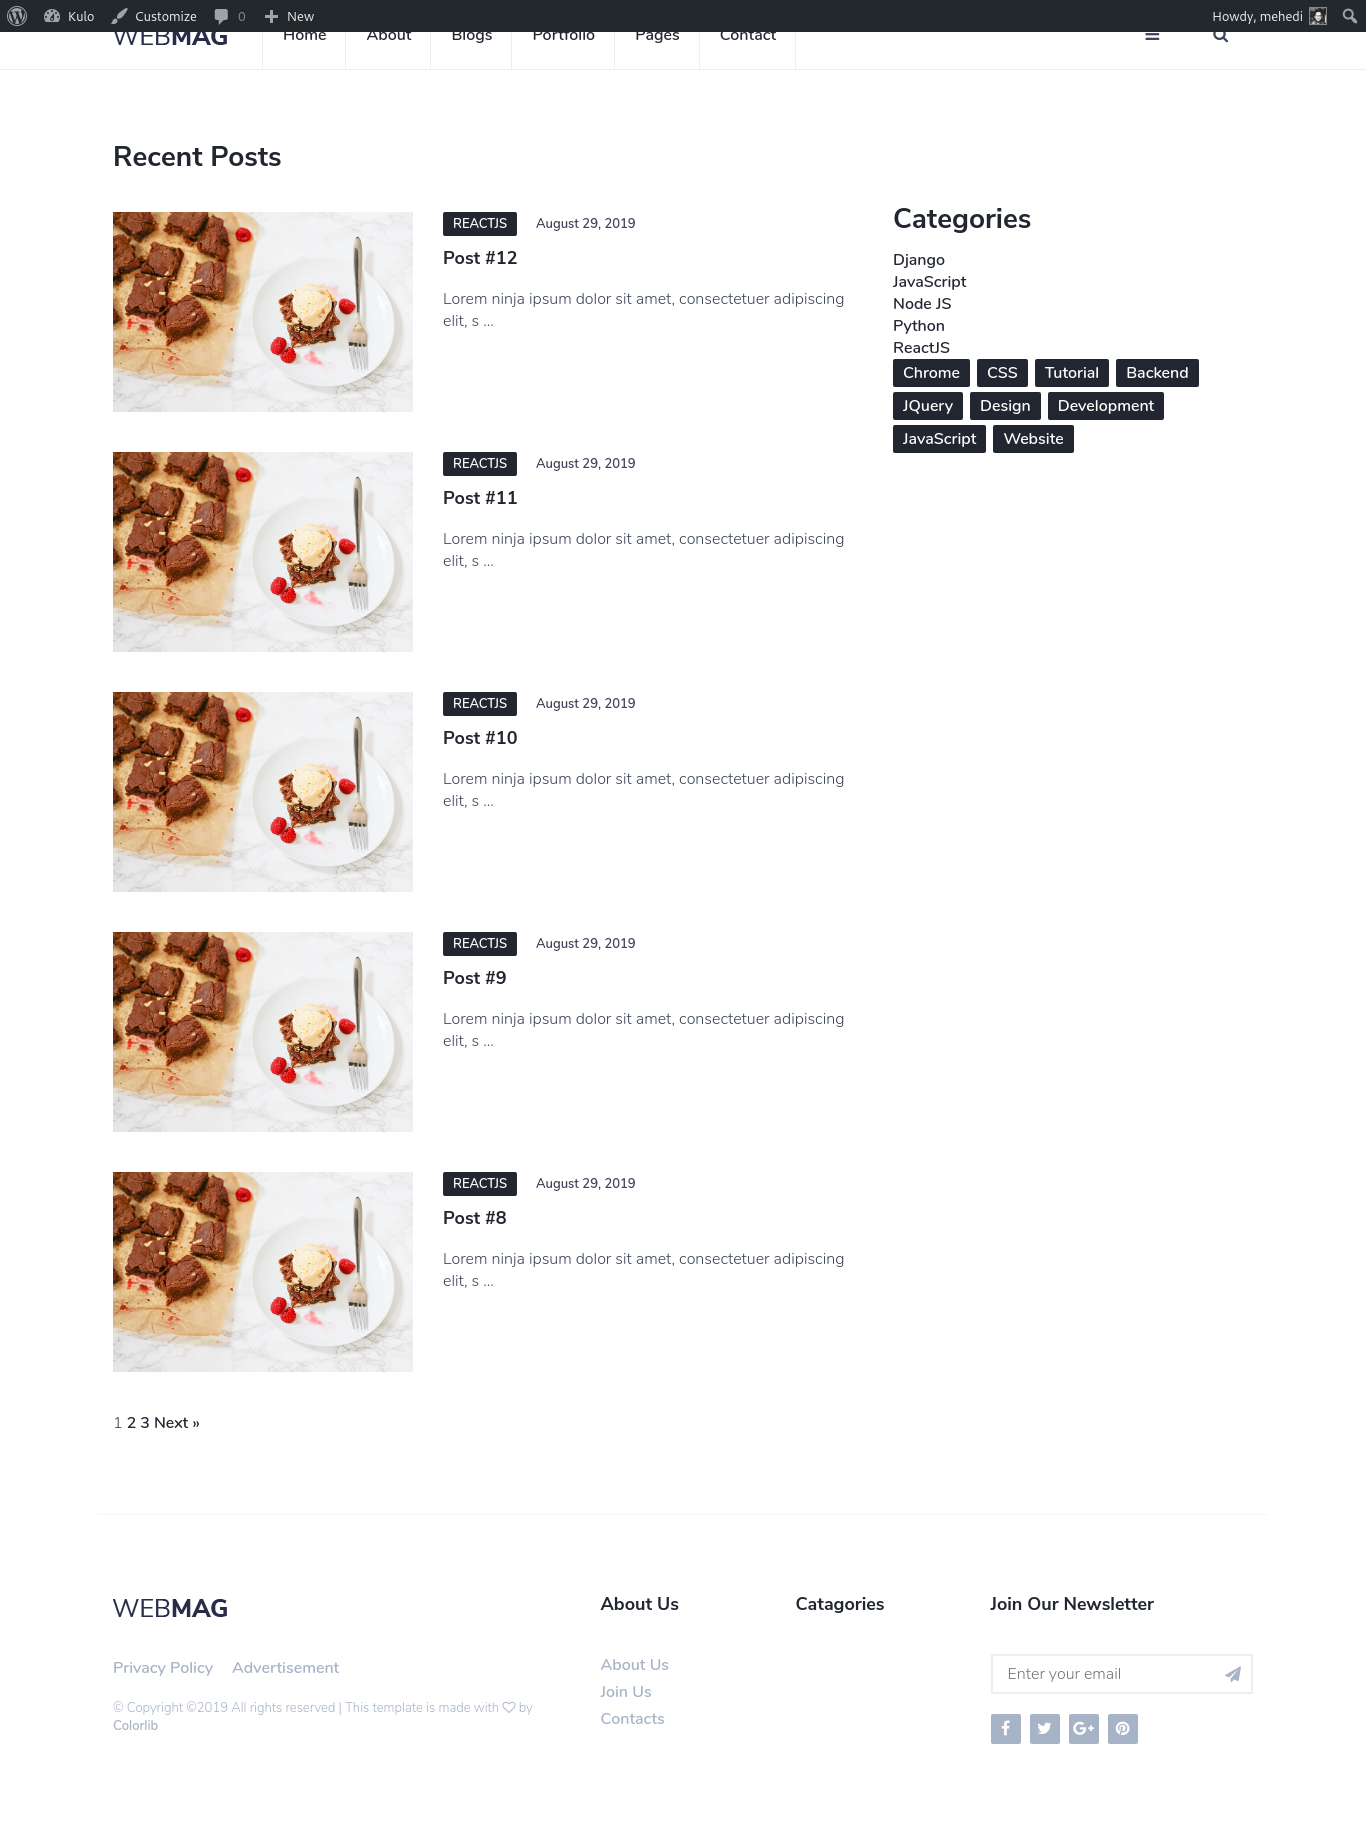 Kulo Customize 0 New Howdy, mehedi
WEBMAG Home About Blogs Portfolio Pages Contact
Recent Posts
REACTJS August 29, 2019
Post #12
Lorem ninja ipsum dolor sit amet, consectetuer adipiscing
elit, s ...
REACTJS August 29, 2019
Post #11
Lorem ninja ipsum dolor sit amet, consectetuer adipiscing
elit, s ...
REACTJS August 29, 2019
Post #10
Lorem ninja ipsum dolor sit amet, consectetuer adipiscing
elit, s ...
REACTJS August 29, 2019
Post #9
Lorem ninja ipsum dolor sit amet, consectetuer adipiscing
elit, s ...
REACTJS August 29, 2019
Post #8
Lorem ninja ipsum dolor sit amet, consectetuer adipiscing
elit, s ...
1 2 3 Next »
Categories
Django
JavaScript
Node JS
Python
ReactJS
Chrome CSS Tutorial Backend
JQuery Design Development
JavaScript Website
WEBMAG
Privacy Policy Advertisement
© Copyright ©2019 All rights reserved | This template is made with ♡ by
Colorlib
About Us
About Us
Join Us
Contacts
Catagories
Join Our Newsletter
Enter your email